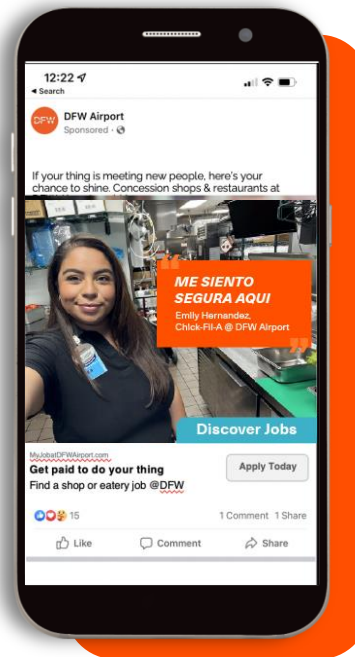 12:22
◄ Search
DFW
DFW Airport
Sponsored ·
If your thing is meeting new people, here's your
chance to shine. Concession shops & restaurants at
"ME SIENTO
SEGURA AQUI
Emily Hernandez,
Chick-Fil-A @ DFW Airport"
Discover Jobs
MyJobatDFWAirport.com
Get paid to do your thing
Find a shop or eatery job @DFW
Apply Today
15
1 Comment 1 Share
Like
Comment
Share